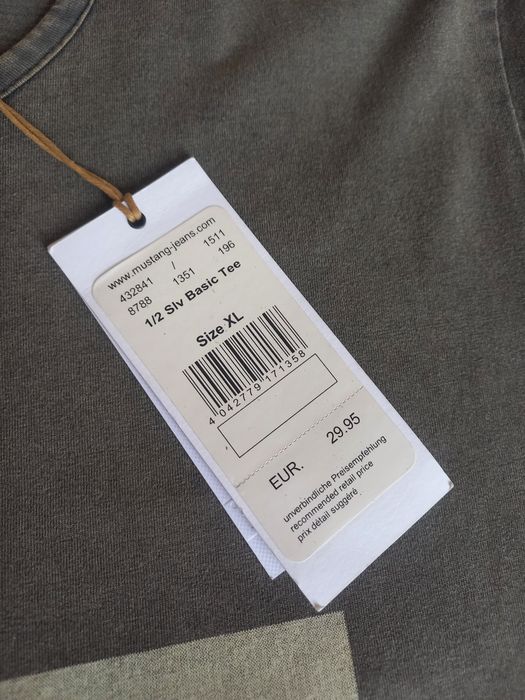 www.mustang-jeans.com
432841 / 1511
8788 1351 196
1/2 Slv Basic Tee
Size XL
4 042779 171358
EUR. 29.95
unverbindliche Preisempfehlung
recommended retail price
prix détail suggéré